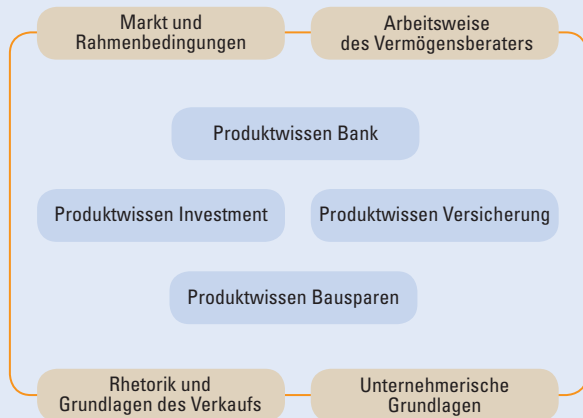 Markt und
Rahmenbedingungen
Arbeitsweise
des Vermögensberaters
Produktwissen Bank
Produktwissen Investment
Produktwissen Versicherung
Produktwissen Bausparen
Rhetorik und
Grundlagen des Verkaufs
Unternehmerische
Grundlagen